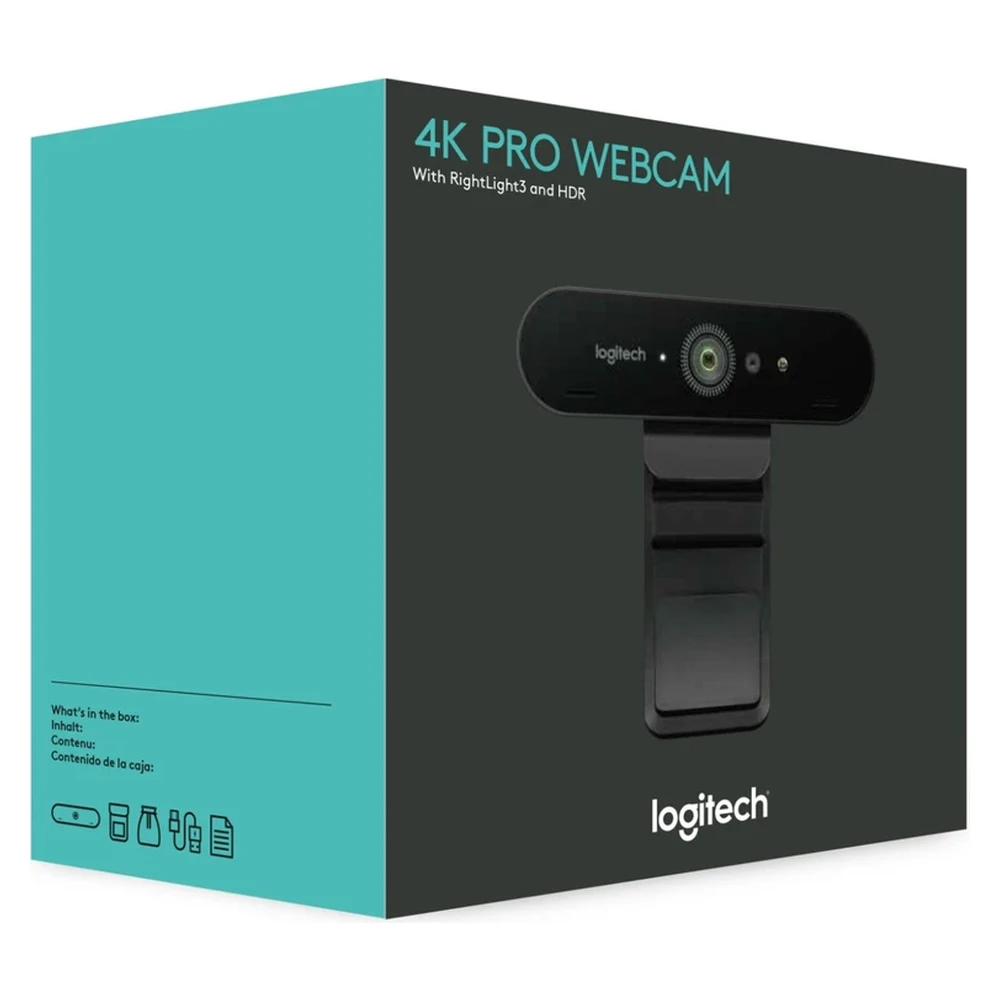 4K PRO WEBCAM
With RightLight3 and HDR
logitech
logitech
What's in the box:
Inhalt:
Contenu:
Contenido de la caja: